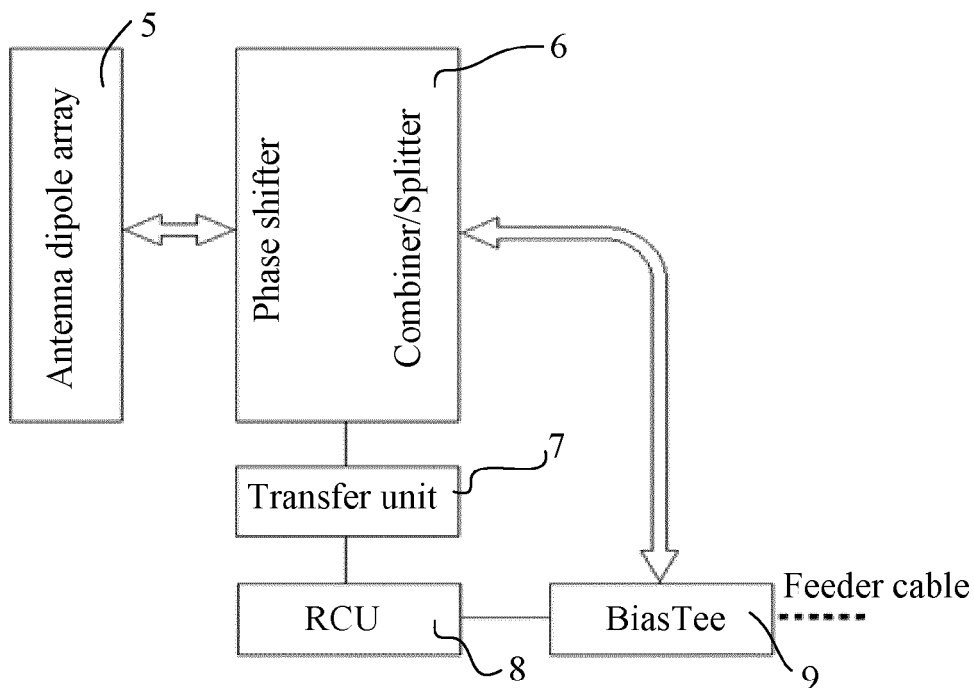 5
6
Antenna dipole array
Phase shifter
Combiner/Splitter
7
Transfer unit
Feeder cable
RCU
BiasTee
8
9